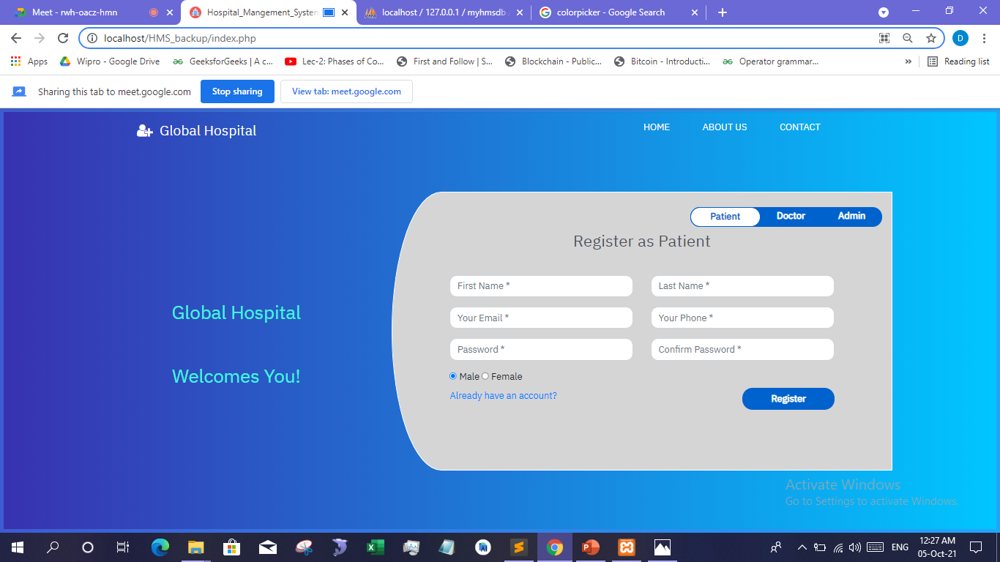 Meet - rwh-oacz-hmn
Hospital_Mangement_System
localhost / 127.0.0.1 / myhmsdb /
colorpicker - Google Search
localhost/HMS_backup/index.php
D
Apps
Wipro - Google Drive
GeeksforGeeks | A c...
Lec-2: Phases of Co...
First and Follow | S...
Blockchain - Public...
Bitcoin - Introducti...
Operator grammar...
»
Reading list
Sharing this tab to meet.google.com
Stop sharing
View tab: meet.google.com
Global Hospital
HOME
ABOUT US
CONTACT
Global Hospital
Welcomes You!
Patient
Doctor
Admin
Register as Patient
First Name *
Last Name *
Your Email *
Your Phone *
Password *
Confirm Password *
Male
Female
Already have an account?
Register
Activate Windows
Go to Settings to activate Windows.
ENG
12:27 AM
05-Oct-21